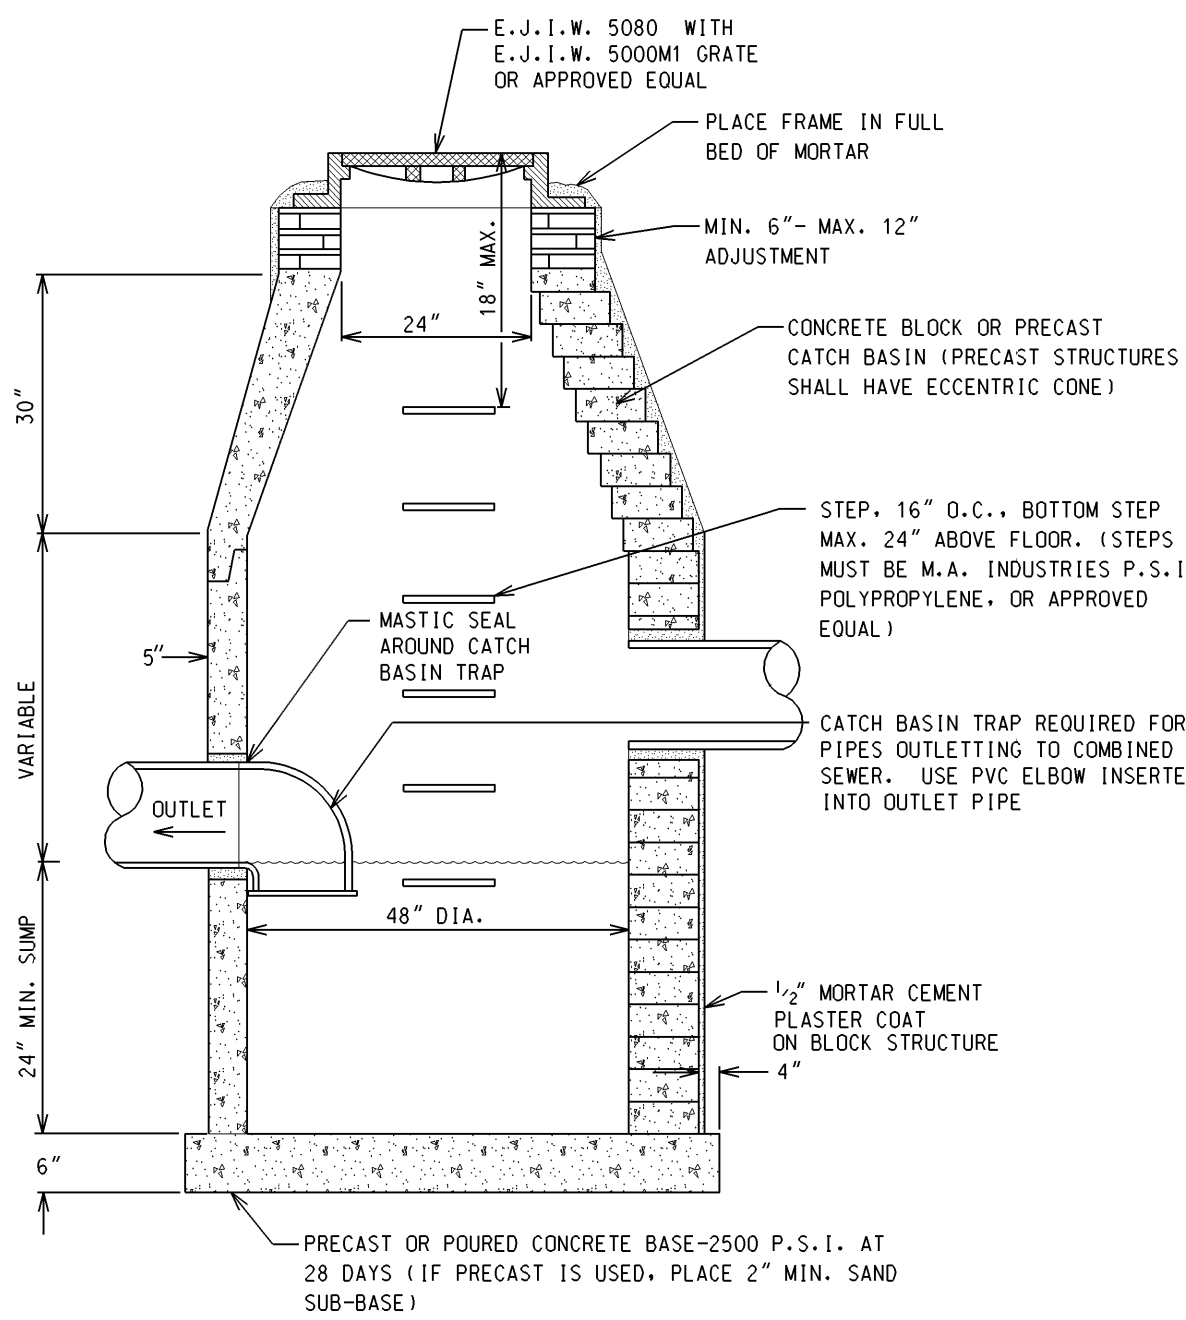 E.J.I.W. 5080 WITH
E.J.I.W. 5000M1 GRATE
OR APPROVED EQUAL
PLACE FRAME IN FULL
BED OF MORTAR
MIN. 6"- MAX. 12"
ADJUSTMENT
18" MAX.
24"
CONCRETE BLOCK OR PRECAST
CATCH BASIN (PRECAST STRUCTURES
SHALL HAVE ECCENTRIC CONE)
30"
STEP, 16" O.C., BOTTOM STEP
MAX. 24" ABOVE FLOOR. (STEPS
MUST BE M.A. INDUSTRIES P.S.I
POLYPROPYLENE, OR APPROVED
EQUAL)
MASTIC SEAL
AROUND CATCH
BASIN TRAP
5"
VARIABLE
CATCH BASIN TRAP REQUIRED FOR
PIPES OUTLETTING TO COMBINED
SEWER. USE PVC ELBOW INSERTE
INTO OUTLET PIPE
OUTLET
48" DIA.
24" MIN. SUMP
1/2" MORTAR CEMENT
PLASTER COAT
ON BLOCK STRUCTURE
4"
6"
PRECAST OR POURED CONCRETE BASE-2500 P.S.I. AT
28 DAYS (IF PRECAST IS USED, PLACE 2" MIN. SAND
SUB-BASE)